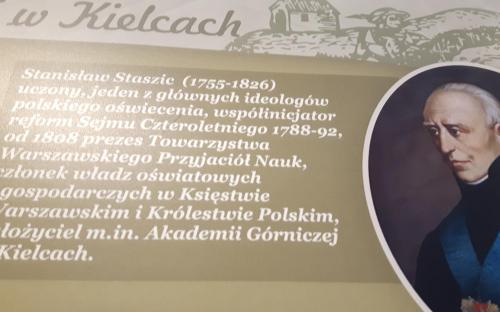 w Kielcach
Stanisław Staszic (1755-1826)
uczony, jeden z głównych ideologów
polskiego oświecenia, współinicjator
reform Sejmu Czteroletniego 1788-92,
od 1808 prezes Towarzystwa
Warszawskiego Przyjaciół Nauk,
członek władz oświatowych
gospodarczych w Księstwie
Warszawskim i Królestwie Polskim,
łożyciel m.in. Akademii Górniczej
Kielcach.